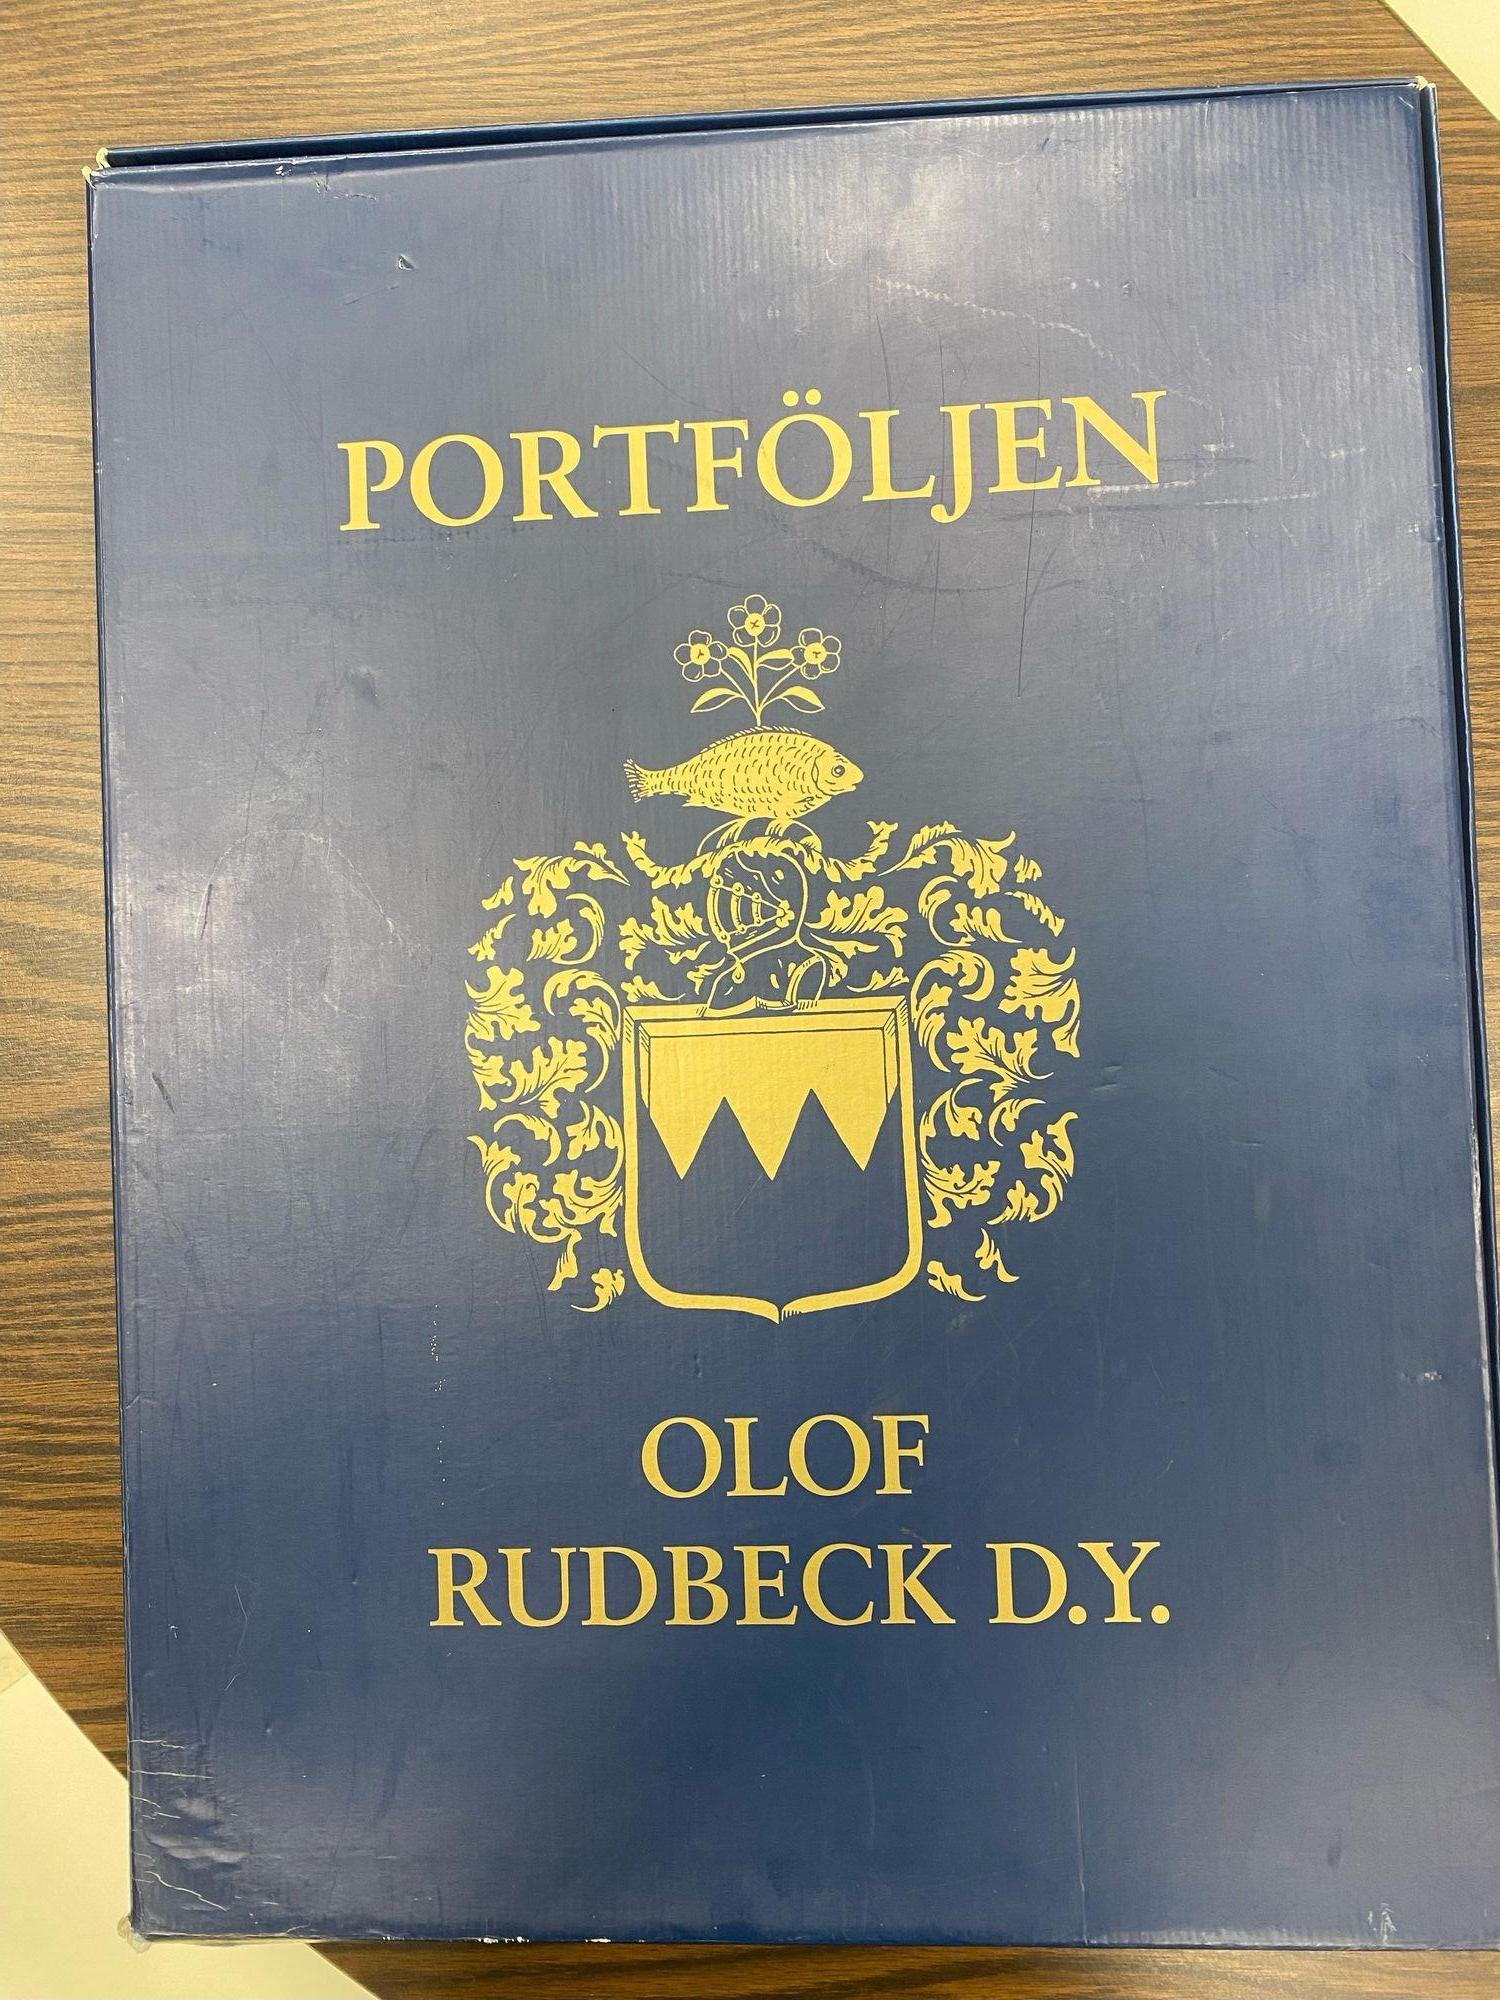 PORTFÖLJEN
OLOF
RUDBECK D.Y.